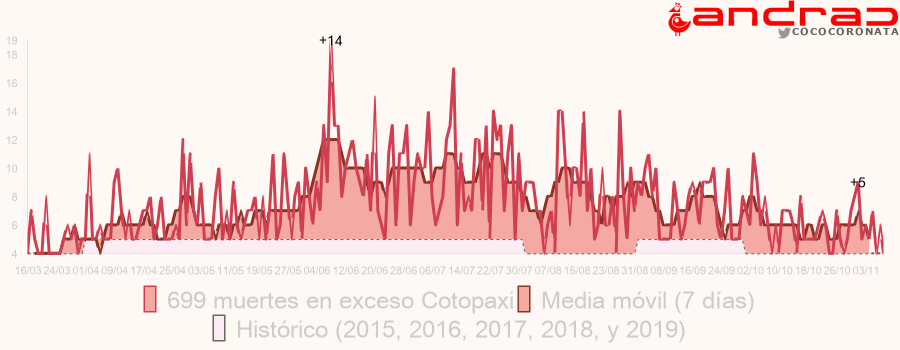 andrab
COCOCORONATA
+14
+5
19
18
16
14
12
10
8
6
4
16/03 24/03 01/04 09/04 17/04 25/04 03/05 11/05 19/05 27/05 04/06 12/06 20/06 28/06 06/07 14/07 22/07 30/07 07/08 15/08 23/08 31/08 08/09 16/09 24/09 02/10 10/10 18/10 26/10 03/11
699 muertes en exceso Cotopaxi Media móvil (7 días)
Histórico (2015, 2016, 2017, 2018, y 2019)